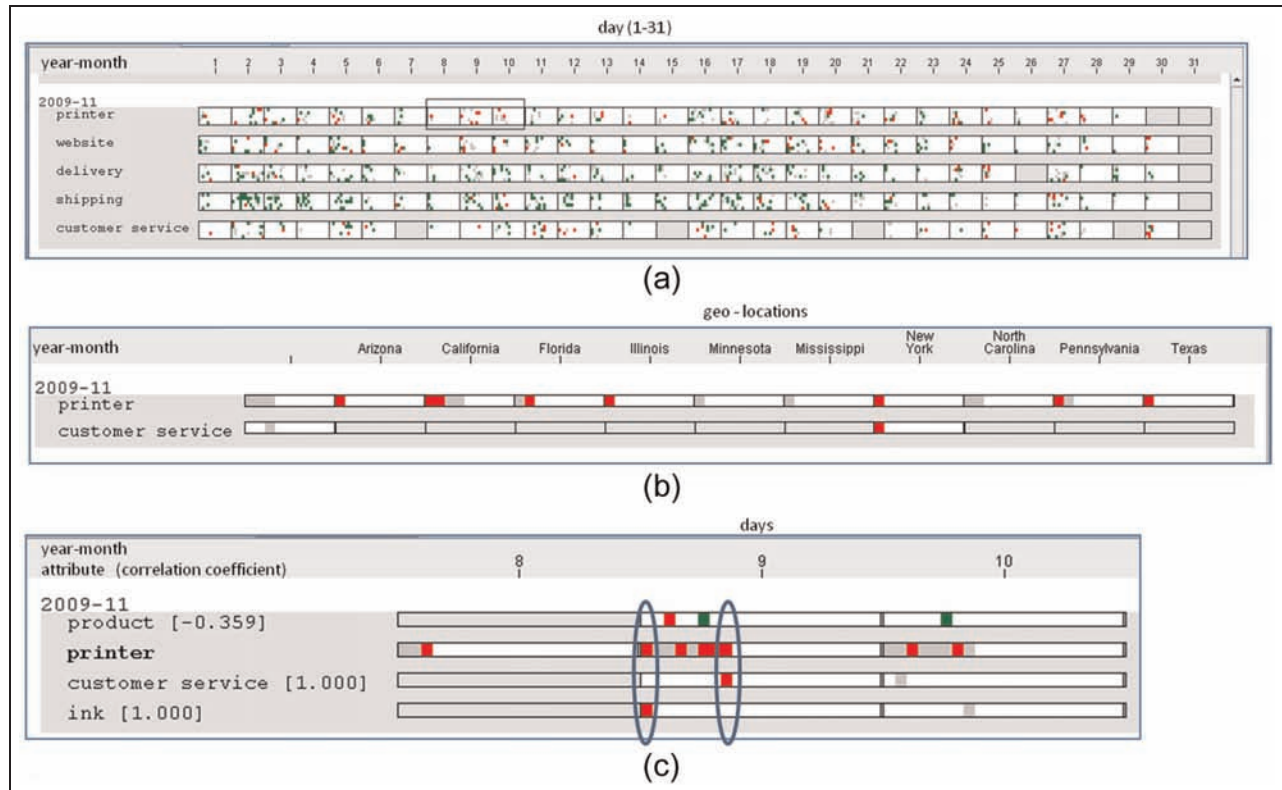 day (1-31)
year-month 1 2 3 4 5 6 7 8 9 10 11 12 13 14 15 16 17 18 19 20 21 22 23 24 25 26 27 28 29 30 31
2009-11
printer
website
delivery
shipping
customer service
(a)
geo - locations
year-month Arizona California Florida Illinois Minnesota Mississippi New York North Carolina Pennsylvania Texas
2009-11
printer
customer service
(b)
days
year-month
attribute (correlation coefficient) 8 9 10
2009-11
product [-0.359]
printer
customer service [1.000]
ink [1.000]
(c)